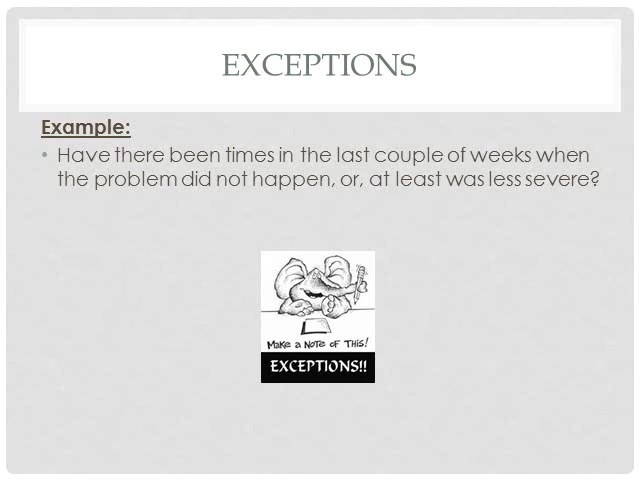 EXCEPTIONS
Example:
• Have there been times in the last couple of weeks when
the problem did not happen, or, at least was less severe?
MAKE A NOTE OF THIS!
EXCEPTIONS!!